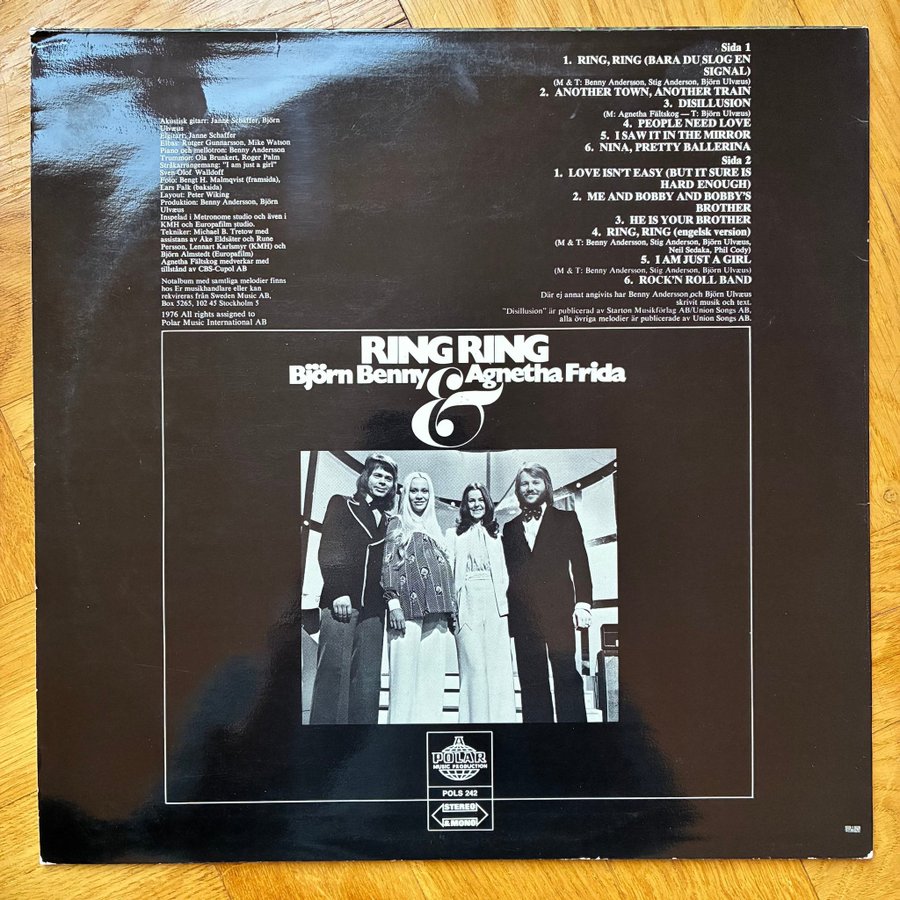 Akustisk gitarr: Janne Schaffer, Björn
Ulvæus
Elgitarr: Janne Schaffer
Elbas: Rutger Gunnarsson, Mike Watson
Piano och mellotron: Benny Andersson
Trummor: Ola Brunkert, Roger Palm
Stråkarrangemang: "I am just a girl"
Sven-Olof Walldoff
Foto: Bengt H. Malmqvist (framsida),
Lars Falk (baksida)
Layout: Peter Wiking
Produktion: Benny Andersson, Björn
Ulvæus
Inspelad i Metronome studio och även i
KMH och Europafilm studio.
Tekniker: Michael B. Tretow med
assistans av Åke Eldsäter och Rune
Persson, Lennart Karlsmyr (KMH) och
Björn Almstedt (Europafilm)
Agnetha Fältskog medverkar med
tillstånd av CBS-Cupol AB
Notalbum med samtliga melodier finns
hos Er musikhandlare eller kan
rekvireras från Sweden Music AB,
Box 5265, 102 45 Stockholm 5
1976 All rights assigned to
Polar Music International AB
Sida 1
1. RING, RING (BARA DU SLOG EN
SIGNAL)
(M & T: Benny Andersson, Stig Anderson, Björn Ulvæus)
2. ANOTHER TOWN, ANOTHER TRAIN
3. DISILLUSION
(M: Agnetha Fältskog — T: Björn Ulvæus)
4. PEOPLE NEED LOVE
5. I SAW IT IN THE MIRROR
6. NINA, PRETTY BALLERINA
Sida 2
1. LOVE ISN'T EASY (BUT IT SURE IS
HARD ENOUGH)
2. ME AND BOBBY AND BOBBY'S
BROTHER
3. HE IS YOUR BROTHER
4. RING, RING (engelsk version)
(M & T: Benny Andersson, Stig Anderson, Björn Ulvæus,
Neil Sedaka, Phil Cody)
5. I AM JUST A GIRL
(M & T: Benny Andersson, Stig Anderson, Björn Ulvæus)
6. ROCK'N ROLL BAND
Där ej annat angivits har Benny Andersson och Björn Ulvæus
skrivit musik och text.
"Disillusion" är publicerad av Starton Musikförlag AB/Union Songs AB,
alla övriga melodier är publicerade av Union Songs AB.
RING RING
Björn Benny & Agnetha Frida
POLAR
MUSIC PRODUCTION
POLS 242
STEREO
& MONO